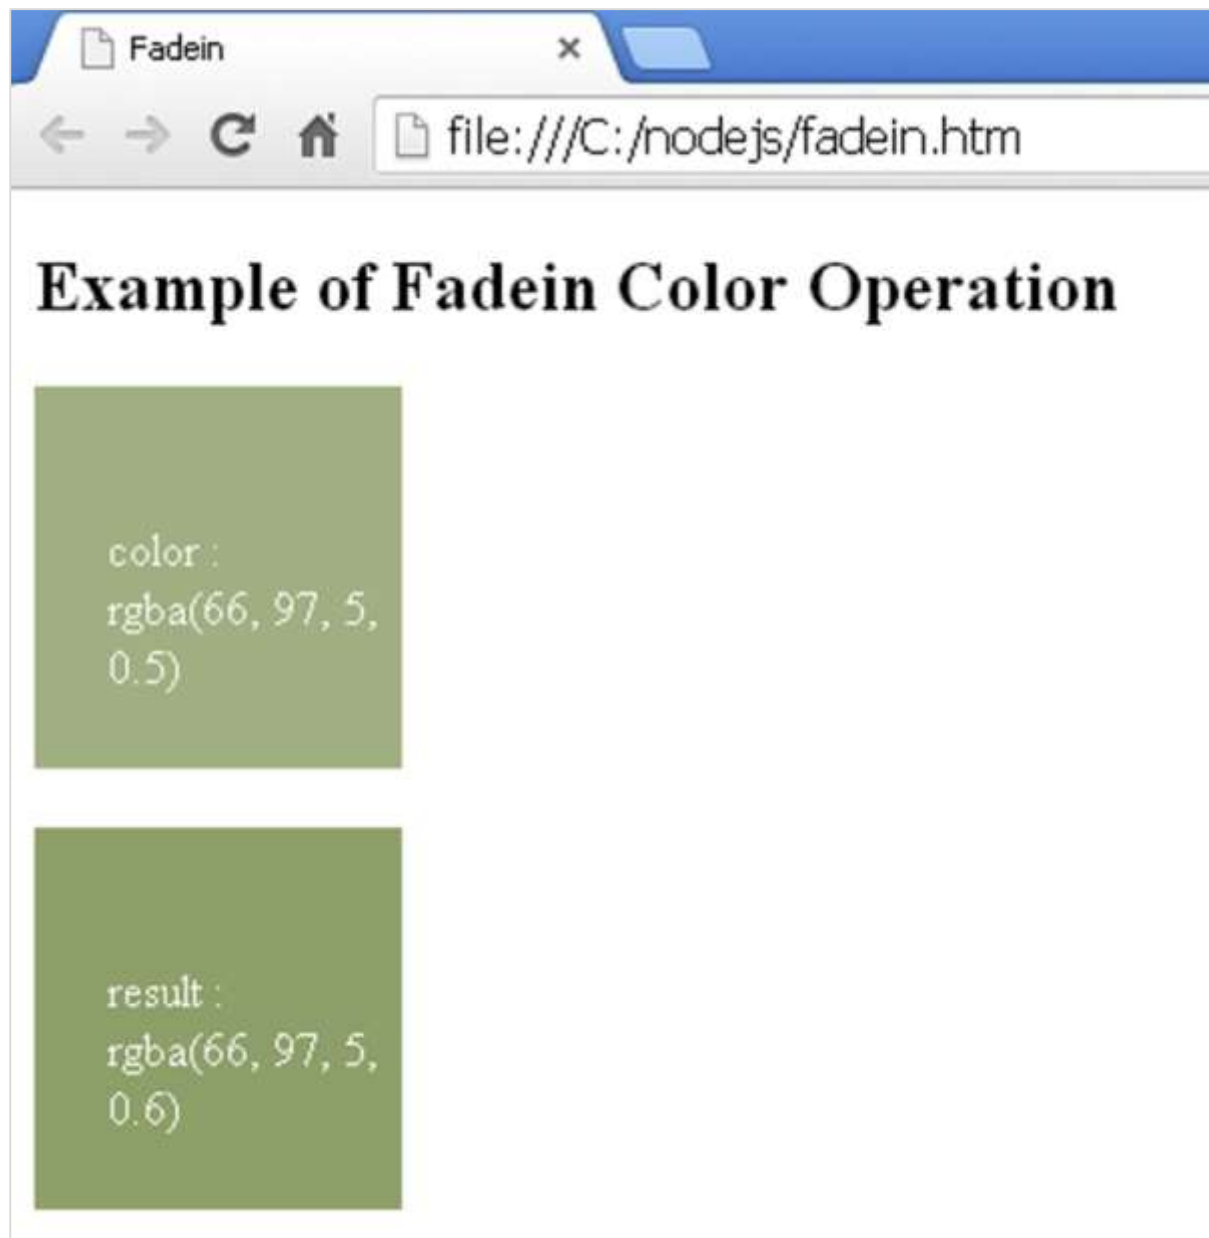 Fadein
file:///C:/nodejs/fadein.htm
Example of Fadein Color Operation
color :
rgba(66, 97, 5,
0.5)
result :
rgba(66, 97, 5,
0.6)